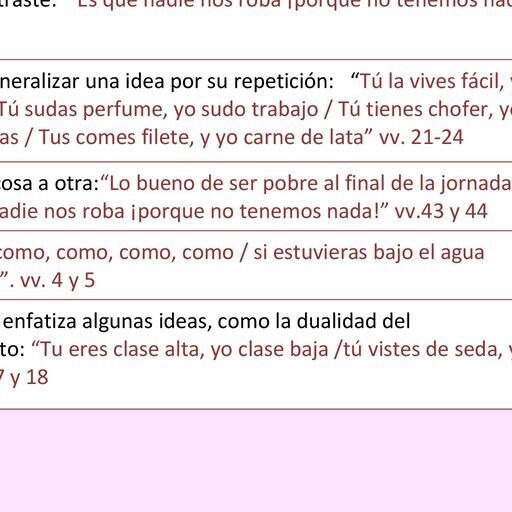 traste: “Es que nadie nos roba ¡porque no tenemos nad
neralizar una idea por su repetición: “Tú la vives fácil,
Tú sudas perfume, yo sudo trabajo / Tú tienes chofer, y
as / Tus comes filete, y yo carne de lata” vv. 21-24
cosa a otra:“Lo bueno de ser pobre al final de la jornada
adie nos roba ¡porque no tenemos nada!” vv.43 y 44
como, como, como, como / si estuvieras bajo el agua
”. vv. 4 y 5
enfatiza algunas ideas, como la dualidad del
to: “Tu eres clase alta, yo clase baja /tú vistes de seda, y
7 y 18